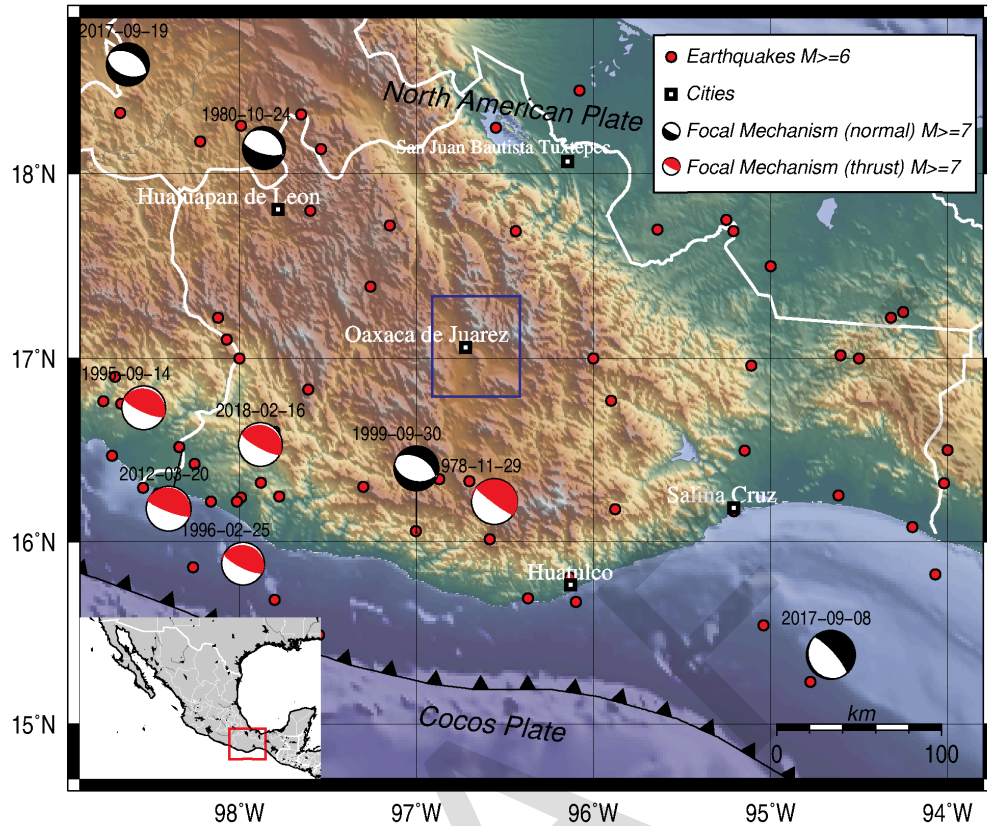 2017-09-19
Earthquakes M>=6
North American Plate
Cities
1980-10-24
Focal Mechanism (normal) M>=7
San Juan Bautista Tuxtepec
Focal Mechanism (thrust) M>=7
18°N
Huajuapan de Leon
Oaxaca de Juarez
17°N
1995-09-14
2018-02-16
1999-09-30
978-11-29
2012-03-20
Salina Cruz
1996-02-25
16°N
Huatulco
2017-09-08
15°N
Cocos Plate
km
0 100
98°W 97°W 96°W 95°W 94°W